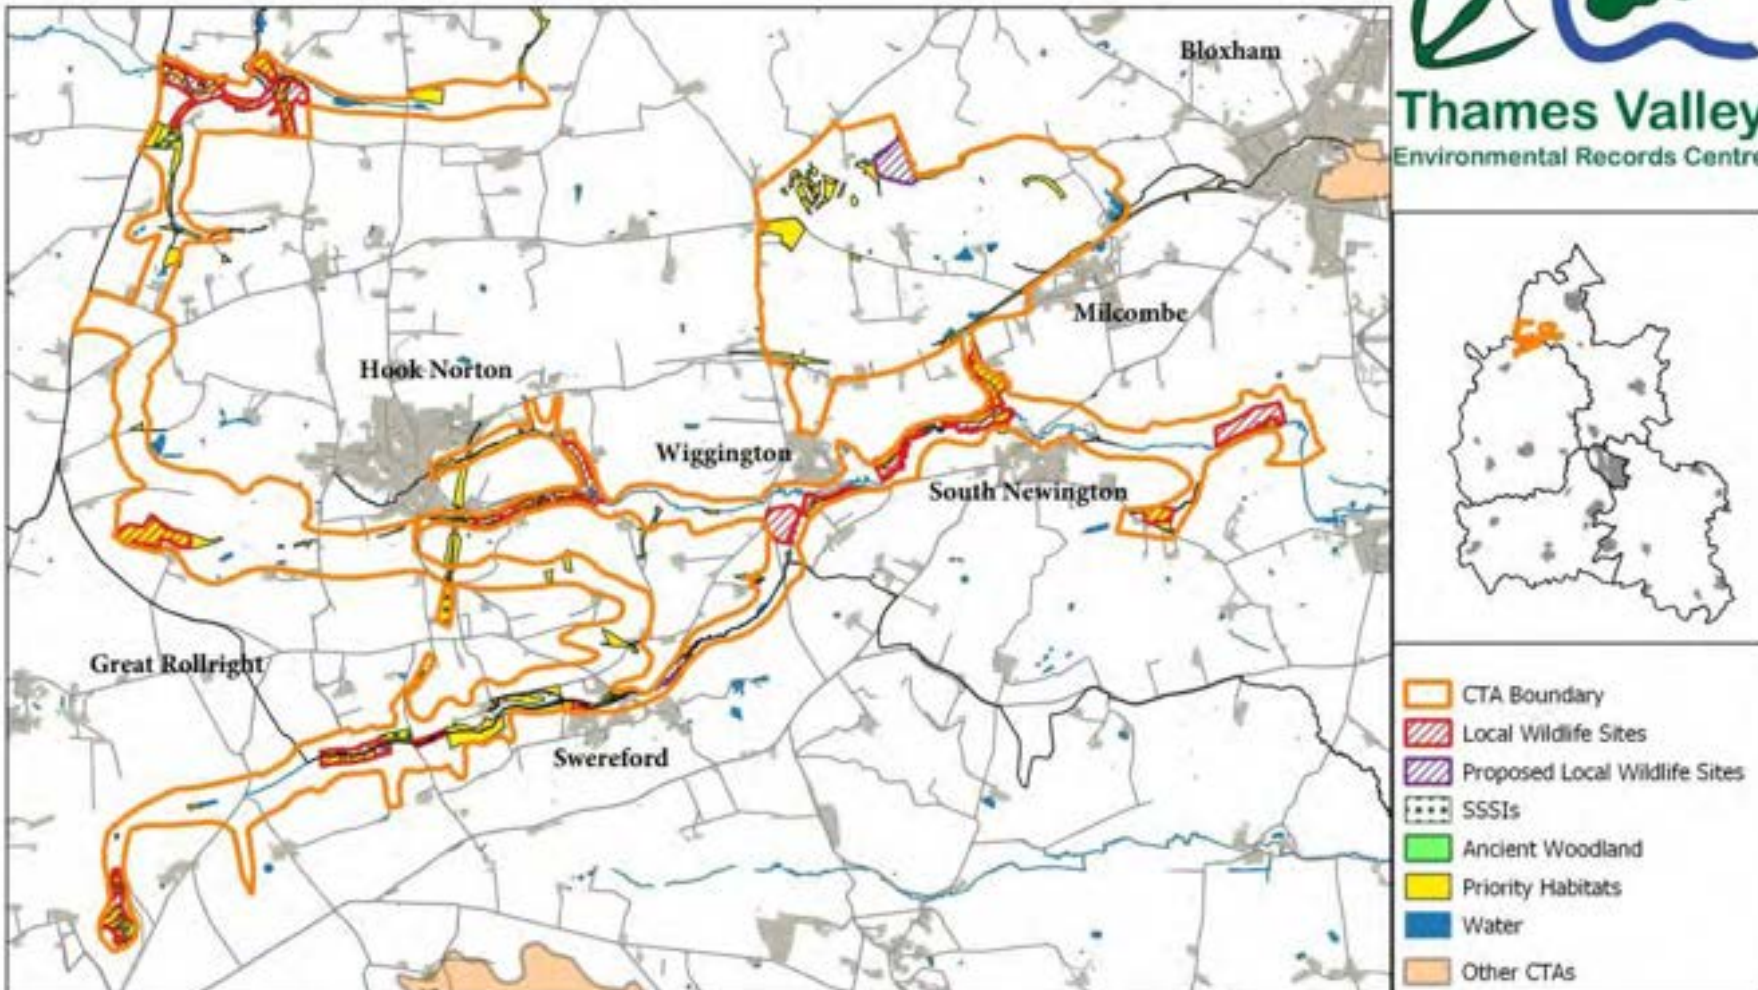 Bloxham
Thames Valley
Environmental Records Centre
Milcombe
Hook Norton
Wiggington
South Newington
Great Rollright
Swereford
CTA Boundary
Local Wildlife Sites
Proposed Local Wildlife Sites
SSSIs
Ancient Woodland
Priority Habitats
Water
Other CTAs